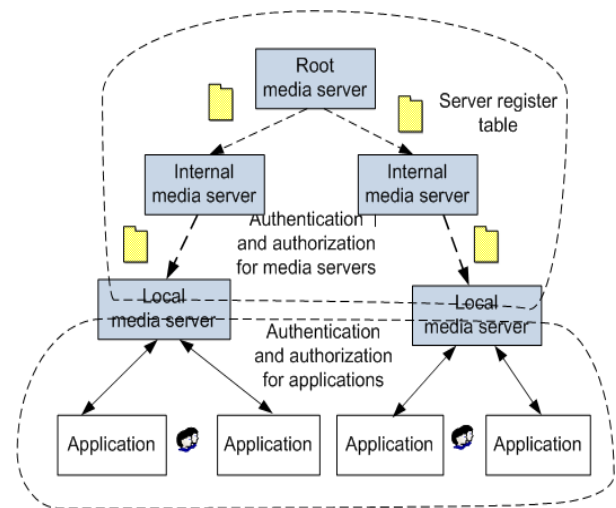 Root
media server
Server register
table
Internal
media server
Internal
media server
Authentication
and authorization
for media servers
Local
media server
Local
media server
Authentication
and authorization
for applications
Application
Application
Application
Application